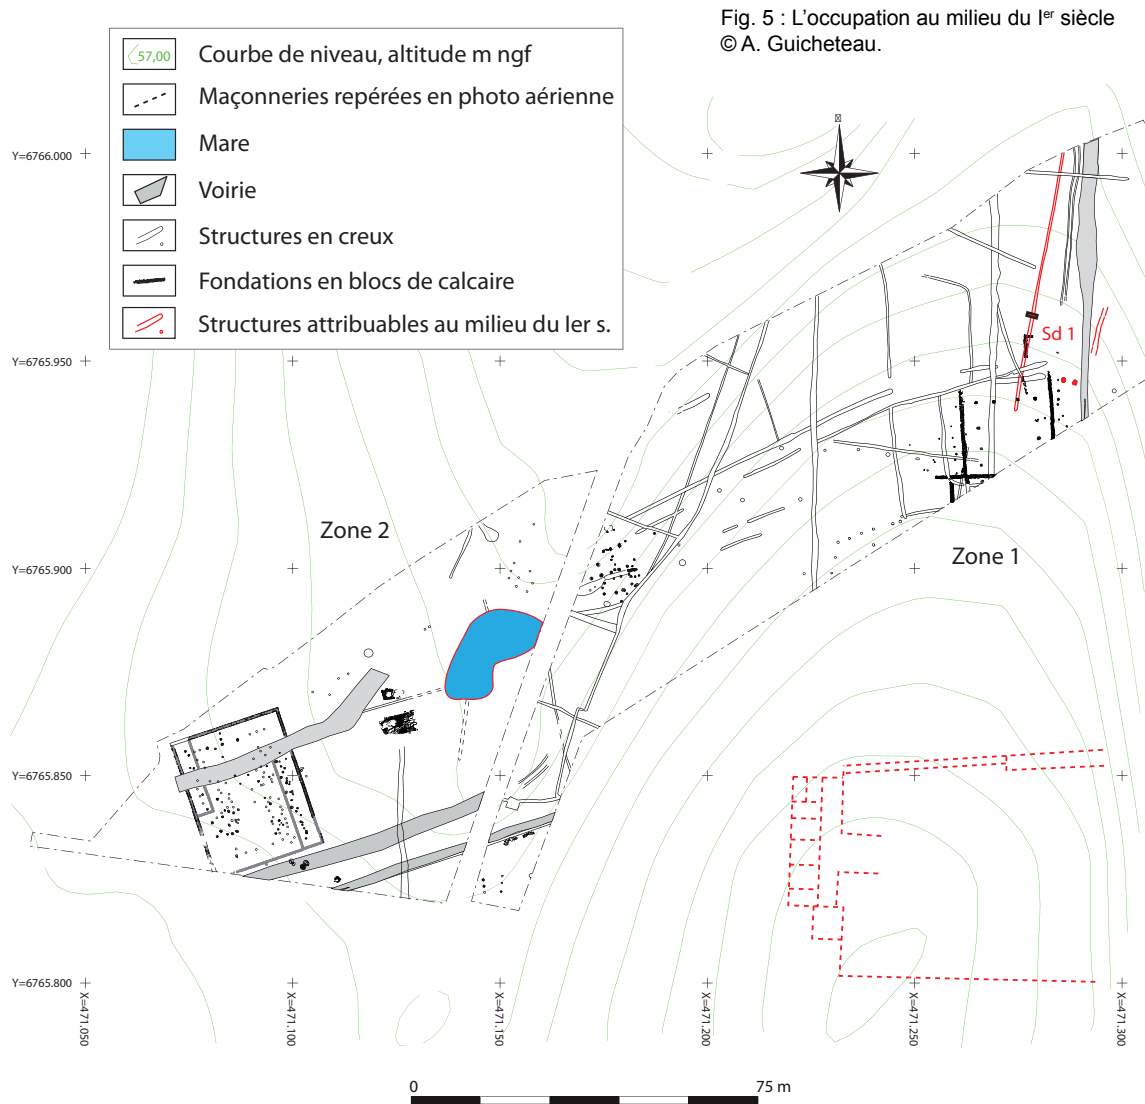 Fig. 5 : L'occupation au milieu du Ier siècle
© A. Guicheteau.
57,00
Courbe de niveau, altitude m ngf
Maçonneries repérées en photo aérienne
Mare
Voirie
Structures en creux
Fondations en blocs de calcaire
Structures attribuables au milieu du Ier s.
Y=6766.000
Y=6765.950
Sd 1
Zone 2
Zone 1
Y=6765.900
Y=6765.850
Y=6765.800
X=471.050
X=471.100
X=471.150
X=471.200
X=471.250
X=471.300
0
75 m